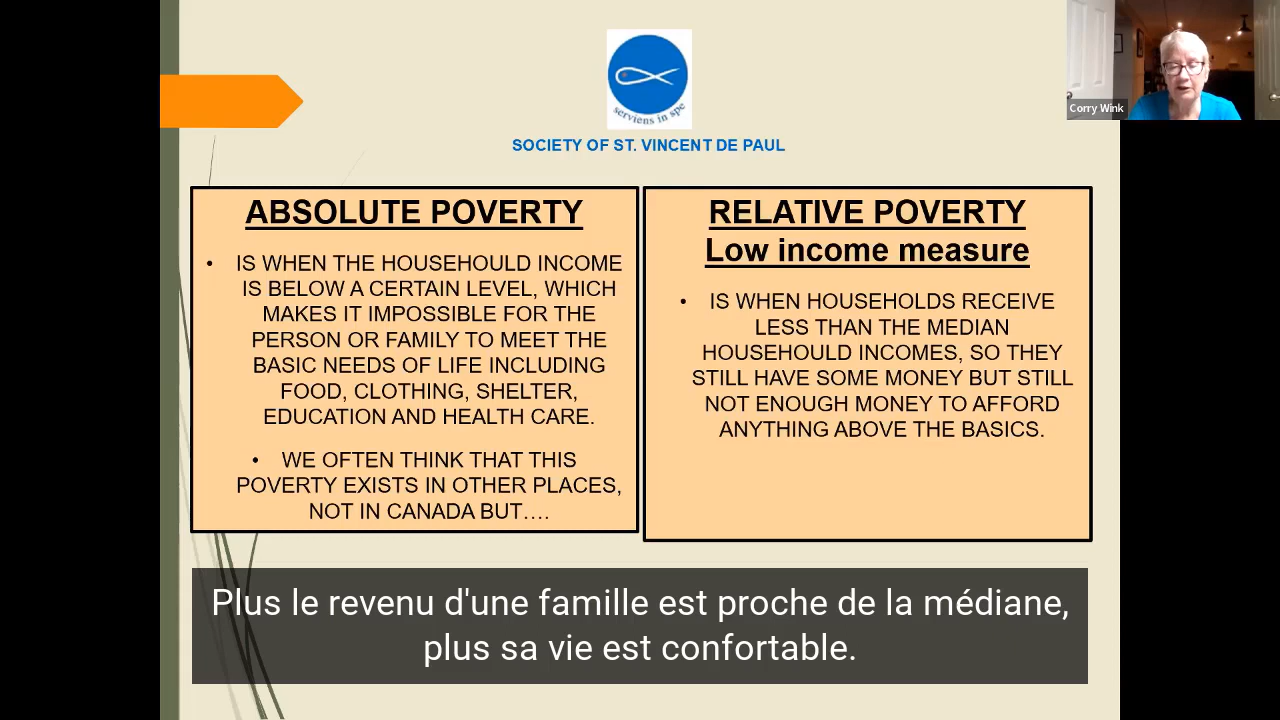 serviens in spe
Corry Wink
SOCIETY OF ST. VINCENT DE PAUL
ABSOLUTE POVERTY
• IS WHEN THE HOUSEHOULD INCOME
IS BELOW A CERTAIN LEVEL, WHICH
MAKES IT IMPOSSIBLE FOR THE
PERSON OR FAMILY TO MEET THE
BASIC NEEDS OF LIFE INCLUDING
FOOD, CLOTHING, SHELTER,
EDUCATION AND HEALTH CARE.
• WE OFTEN THINK THAT THIS
POVERTY EXISTS IN OTHER PLACES,
NOT IN CANADA BUT….
RELATIVE POVERTY
Low income measure
• IS WHEN HOUSEHOLDS RECEIVE
LESS THAN THE MEDIAN
HOUSEHOULD INCOMES, SO THEY
STILL HAVE SOME MONEY BUT STILL
NOT ENOUGH MONEY TO AFFORD
ANYTHING ABOVE THE BASICS.
Plus le revenu d'une famille est proche de la médiane,
plus sa vie est confortable.